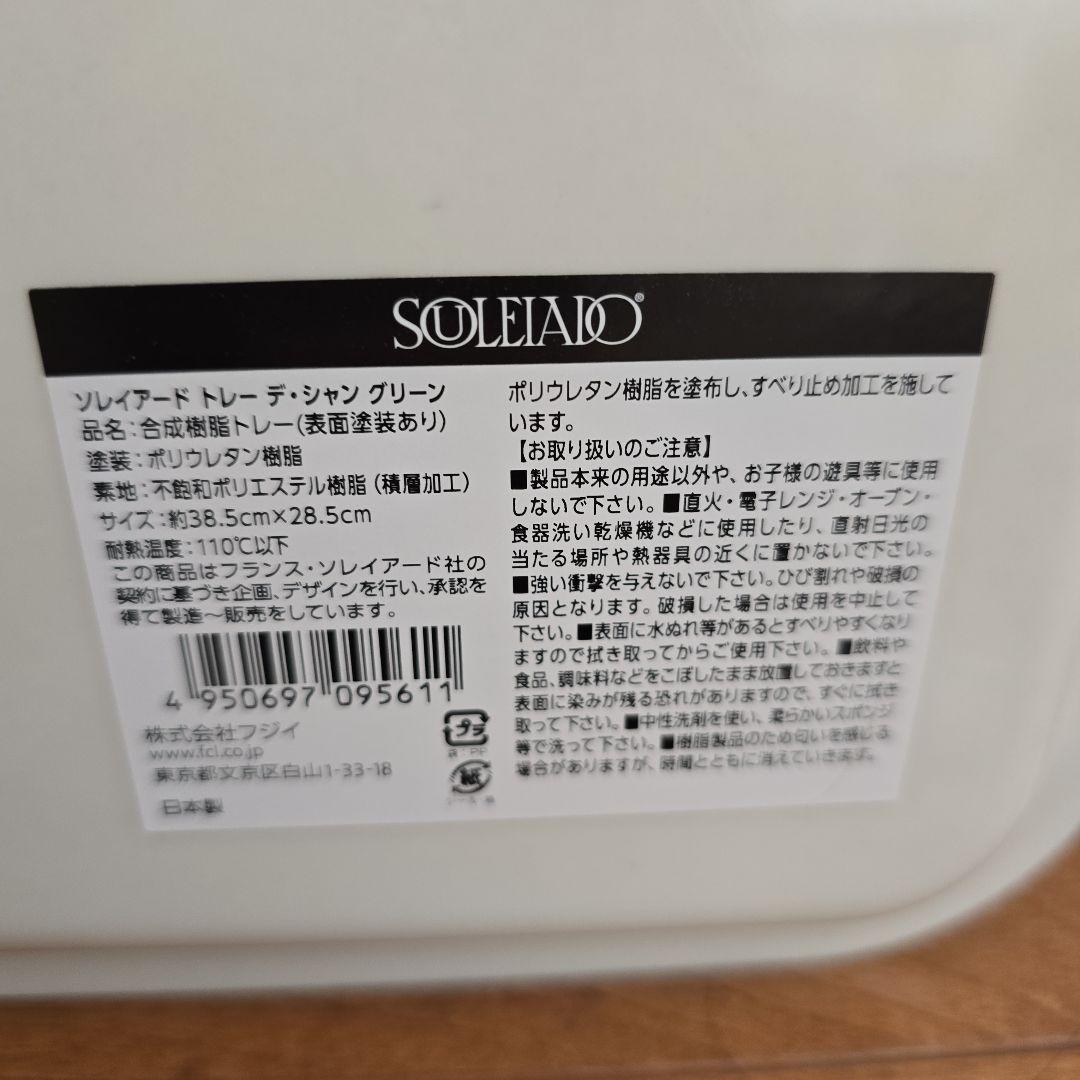 SOULEIADO®
ソレイアード トレー デ・シャン グリーン
品名：合成樹脂トレー(表面塗装あり)
塗装：ポリウレタン樹脂
素地：不飽和ポリエステル樹脂（積層加工）
サイズ：約38.5cm×28.5cm
耐熱温度：110℃以下
この商品はフランス・ソレイアード社の
契約に基づき企画、デザインを行い、承認を
得て製造～販売をしています。
4 950697 095611
株式会社フジイ
www.fcl.co.jp
東京都文京区白山1-33-18
日本製
プラ
袋：PP
紙
ポリウレタン樹脂を塗布し、すべり止め加工を施して
います。
【お取り扱いのご注意】
■製品本来の用途以外や、お子様の遊具等に使用
しないで下さい。■直火・電子レンジ・オーブン・
食器洗い乾燥機などに使用したり、直射日光の
当たる場所や熱器具の近くに置かないで下さい。
■強い衝撃を与えないで下さい。ひび割れや破損の
原因となります。破損した場合は使用を中止して
下さい。■表面に水ぬれ等があるとすべりやすくなり
ますので拭き取ってからご使用下さい。■飲料や
食品、調味料などをこぼしたまま放置しておきますと
表面に染みが残る恐れがありますので、すぐに拭き
取って下さい。■中性洗剤を使い、柔らかいスポンジ
等で洗って下さい。■樹脂製品のため匂いを感じる
場合がありますが、時間とともに消えていきます。